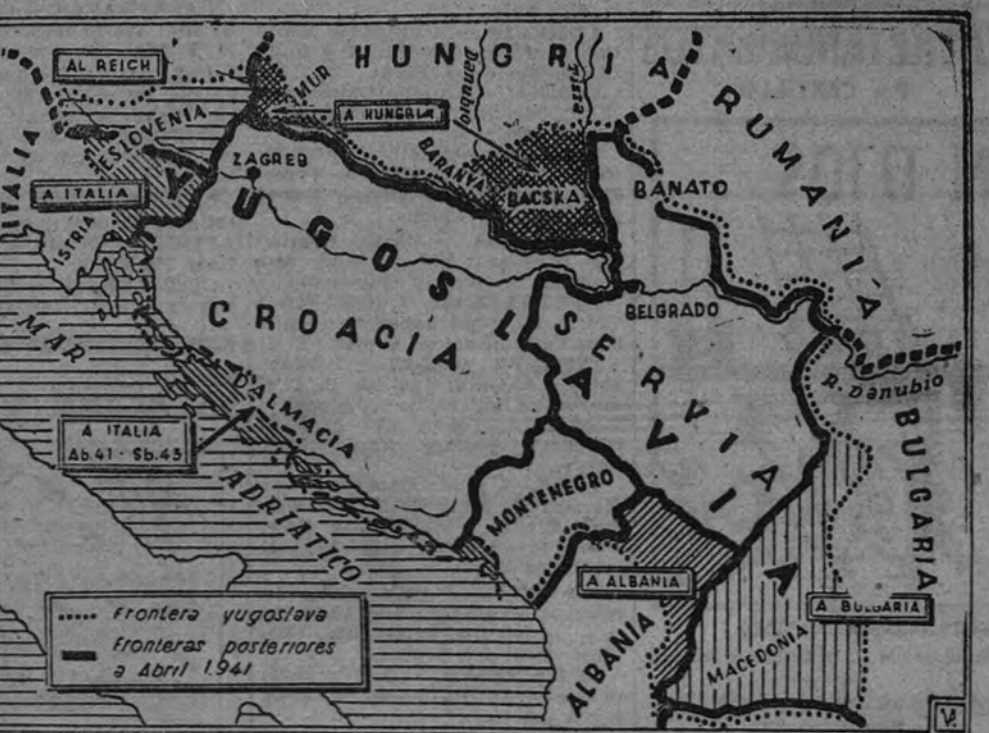 HUNGRIA
AL REICH
MUR
Danubio
Tisza
A HUNGRIA
RUMANIA
ITALIA
ESLOVENIA
ZAGREB
BARANYA
BACSKA
BANATO
A ITALIA
ISTRIA
YUGOSLAVIA
CROACIA
SERVIA
BELGRADO
R. Danubio
MAR
ADRIATICO
DALMACIA
A ITALIA
Ab.41 - Sb.43
MONTENEGRO
BULGARIA
A ALBANIA
A BULGARIA
ALBANIA
MACEDONIA
Frontera yugoslava
Fronteras posteriores
a Abril 1.941
V.